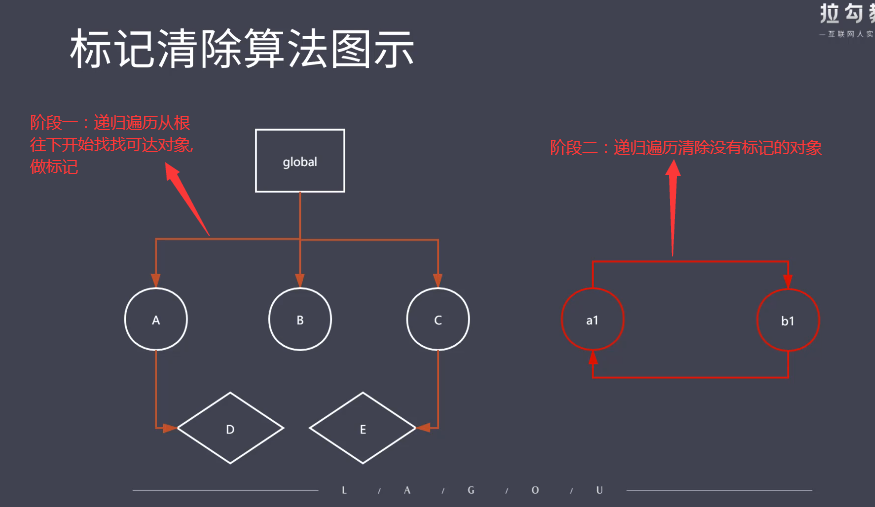 拉勾教
—互联网人实
标记清除算法图示
阶段一：递归遍历从根
往下开始找找可达对象,
做标记
global
阶段二：递归遍历清除没有标记的对象
A
B
C
a1
b1
D
E
L / A / G / O / U